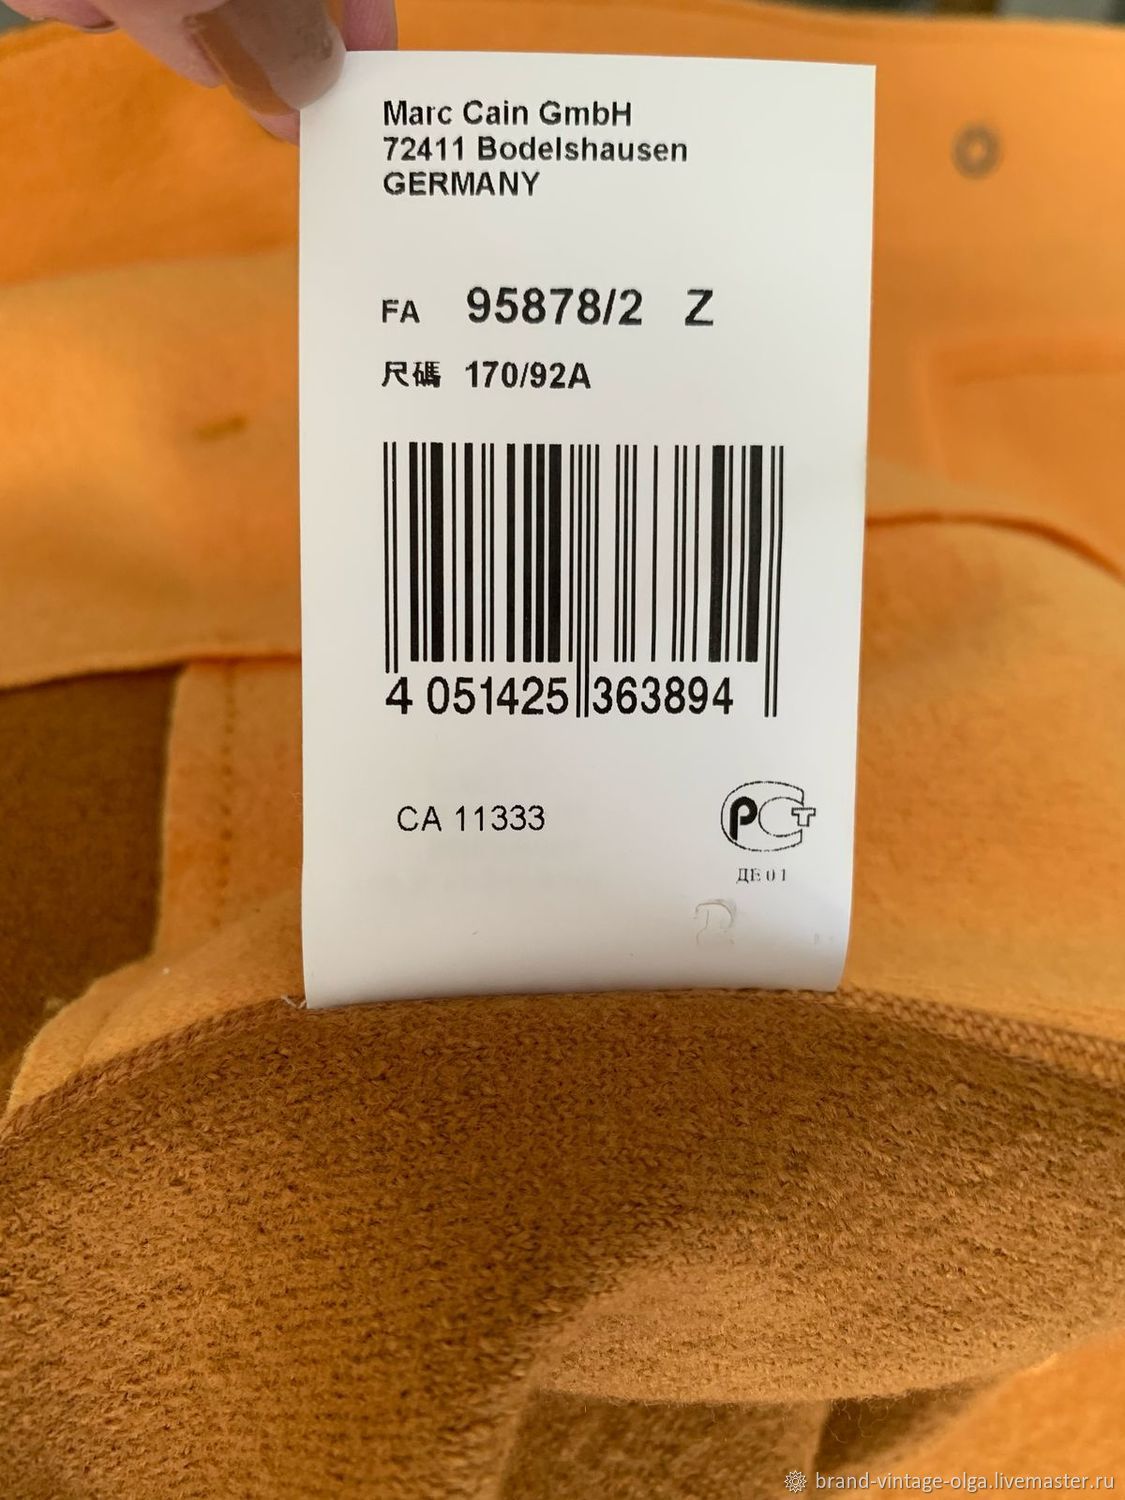 Marc Cain GmbH
72411 Bodelshausen
GERMANY
FA 95878/2 Z
尺碼 170/92A
4 051425 363894
CA 11333
РСТ
ДЕ 01
brand-vintage-olga.livemaster.ru